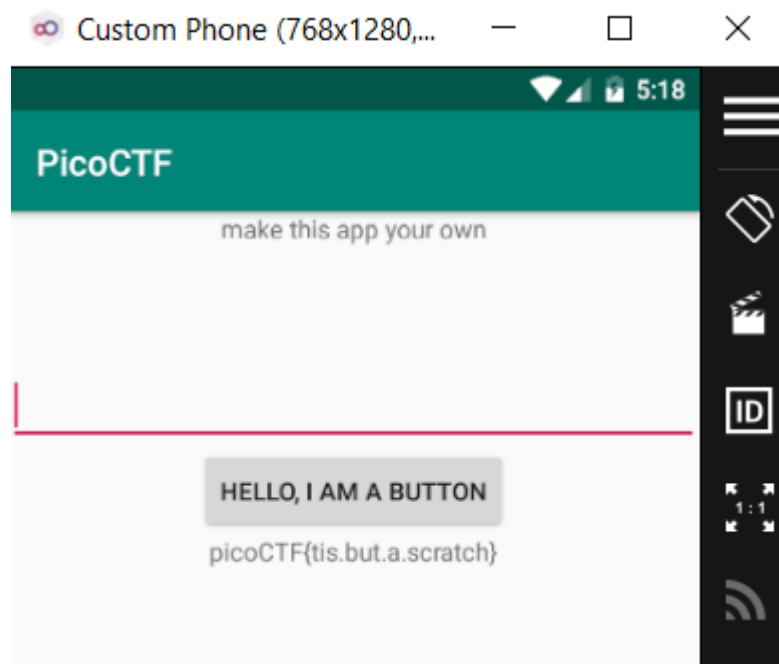 Custom Phone (768x1280,...
5:18
PicoCTF
make this app your own
HELLO, I AM A BUTTON
picoCTF{tis.but.a.scratch}
ID
1:1